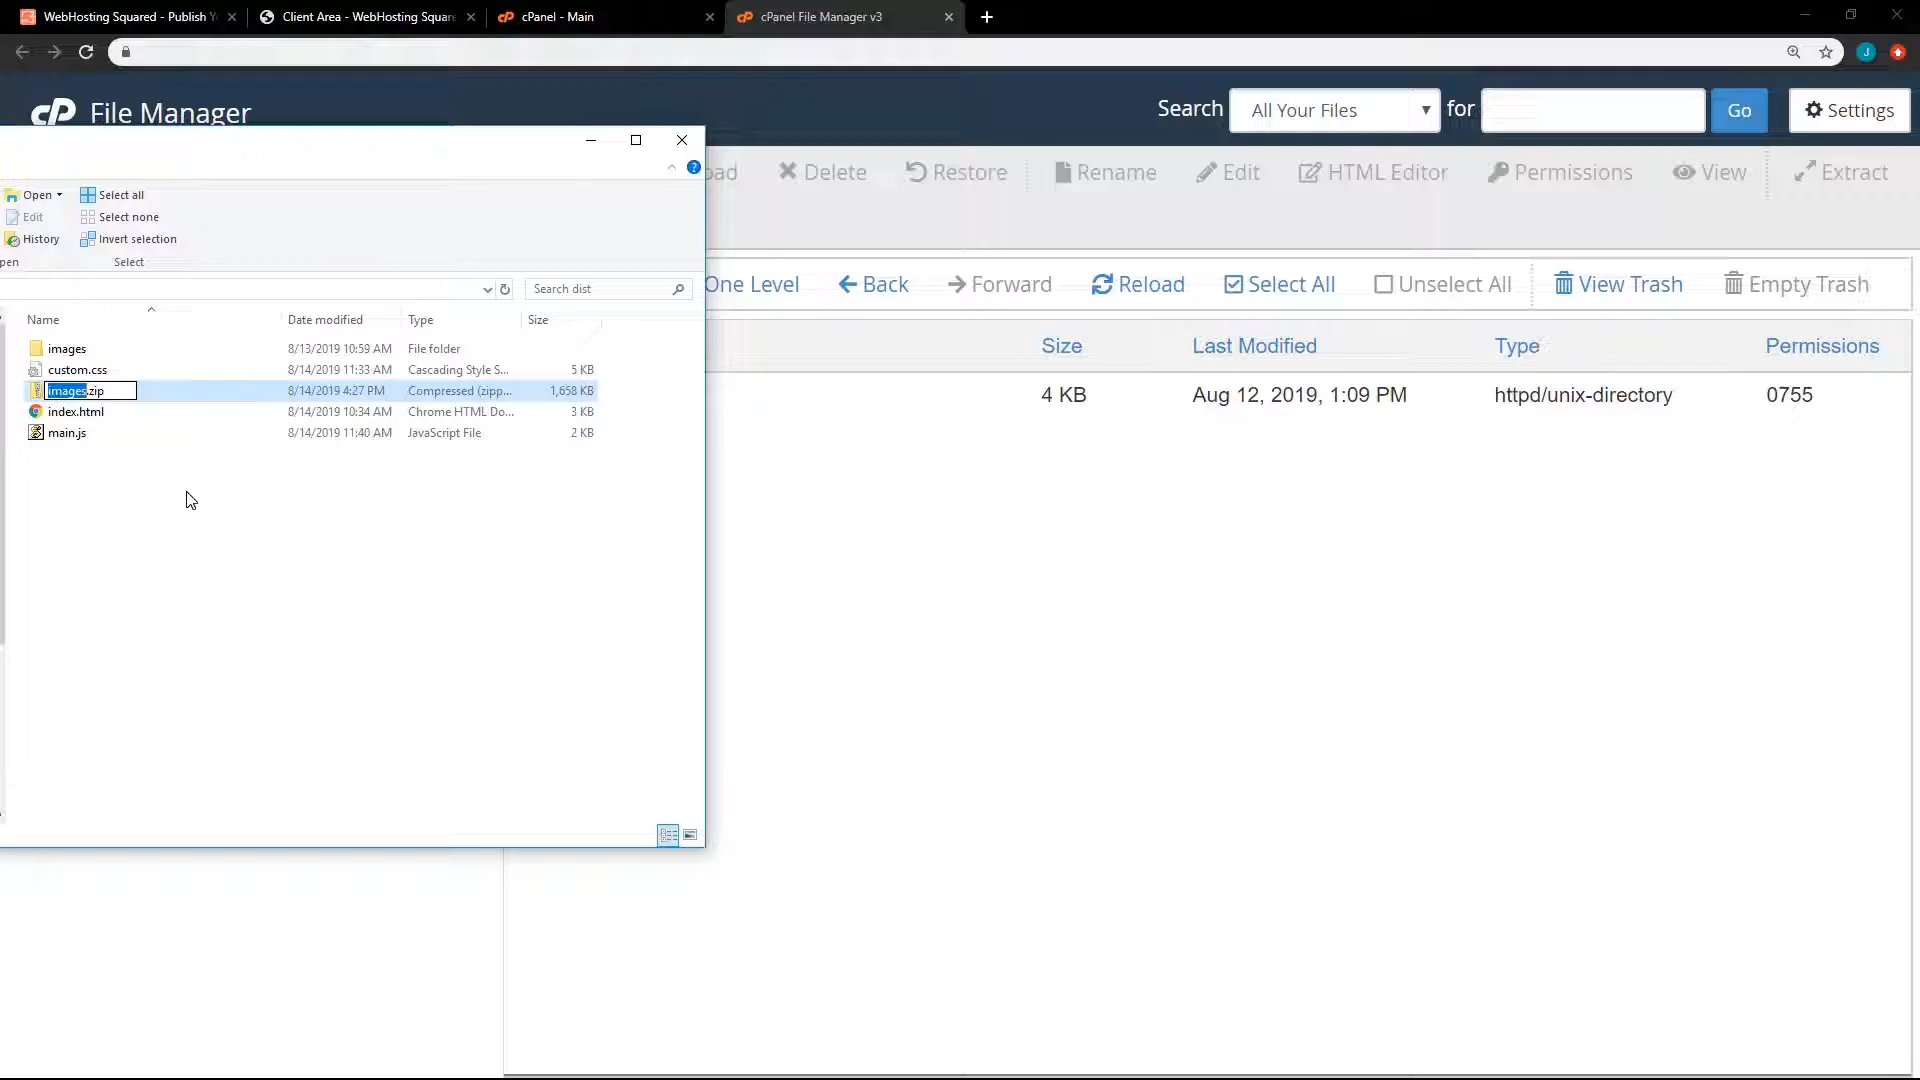 WebHosting Squared - Publish Y
Client Area - WebHosting Square
cPanel - Main
cPanel File Manager v3
J
cP File Manager
Search All Your Files for Go Settings
oad Delete Restore Rename Edit HTML Editor Permissions View Extract
Open Select all
Edit Select none
History Invert selection
pen Select
Search dist
One Level Back Forward Reload Select All Unselect All View Trash Empty Trash
Name Date modified Type Size
images 8/13/2019 10:59 AM File folder
custom.css 8/14/2019 11:33 AM Cascading Style S... 5 KB
images.zip 8/14/2019 4:27 PM Compressed (zipp... 1,658 KB
index.html 8/14/2019 10:34 AM Chrome HTML Do... 3 KB
main.js 8/14/2019 11:40 AM JavaScript File 2 KB
Size Last Modified Type Permissions
4 KB Aug 12, 2019, 1:09 PM httpd/unix-directory 0755